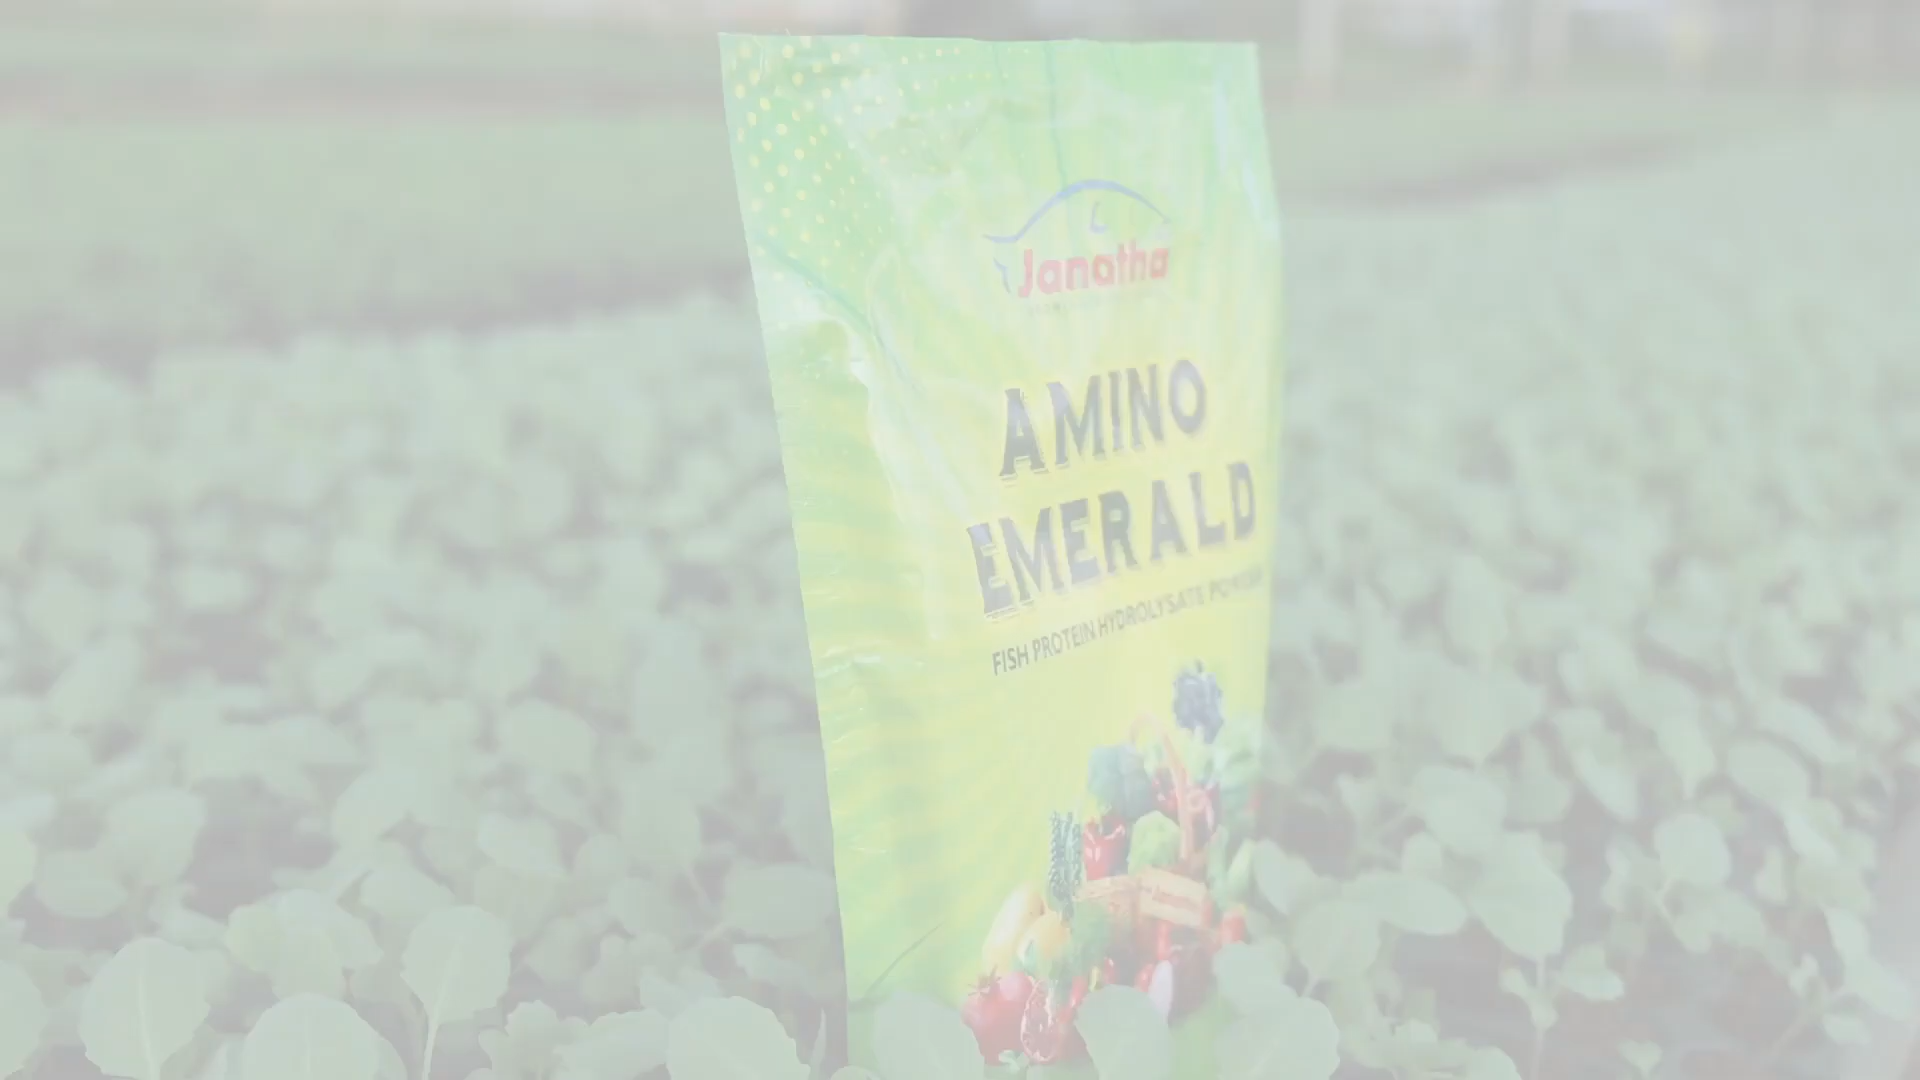 Janatha
AMINO
EMERALD
FISH PROTEIN HYDROLYSATE POWDER